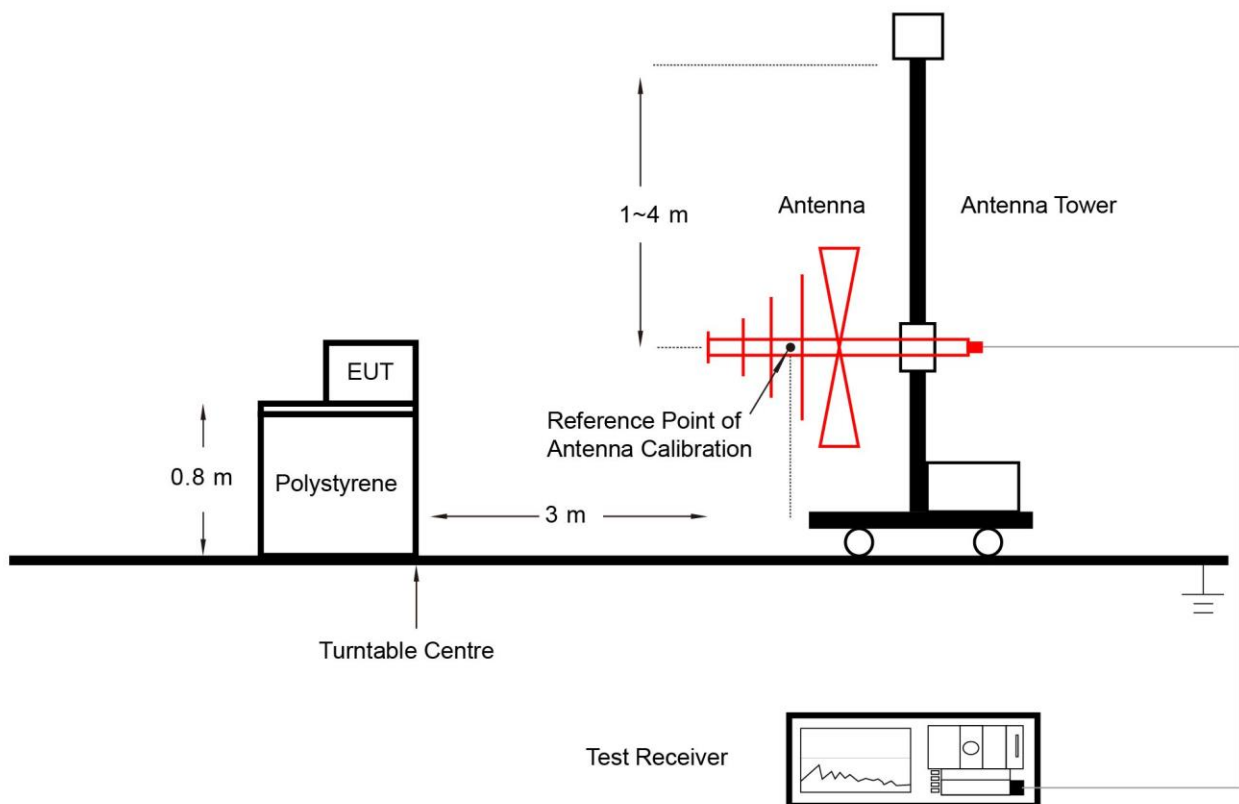 1~4 m
Antenna
Antenna Tower
EUT
Reference Point of
Antenna Calibration
0.8 m
Polystyrene
3 m
Turntable Centre
Test Receiver